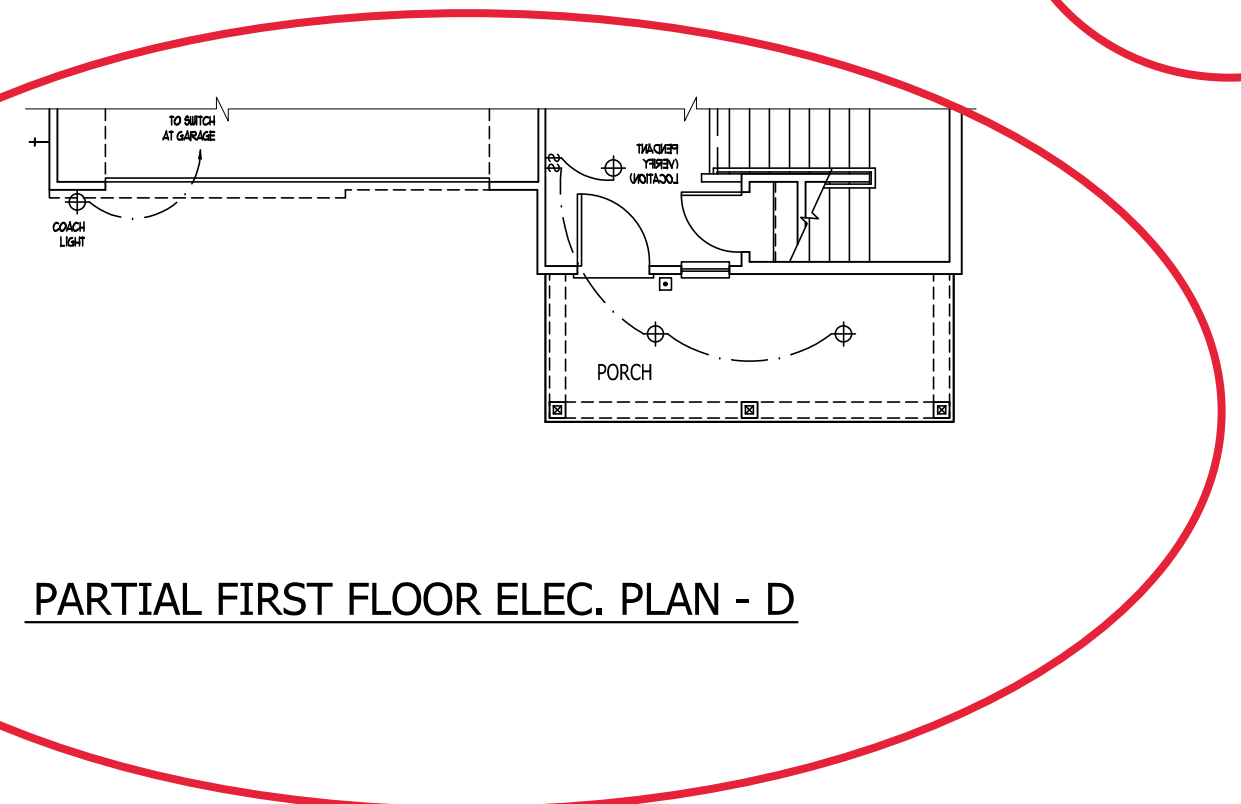 TO SWITCH
AT GARAGE
PENDANT
(VERIFY
LOCATION)
$$
COACH
LIGHT
PORCH
PARTIAL FIRST FLOOR ELEC. PLAN - D